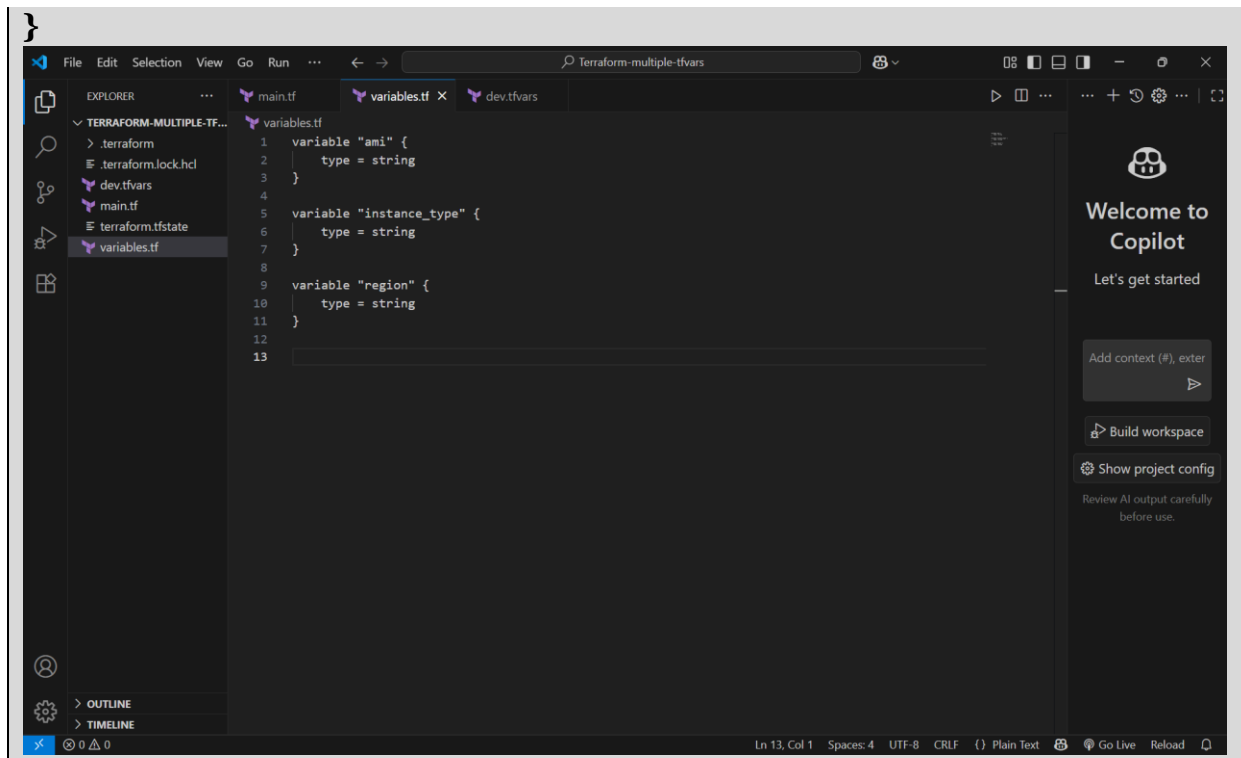 }
File Edit Selection View Go Run ··· Terraform-multiple-tfvars
EXPLORER ···
TERRAFORM-MULTIPLE-TF...
.terraform
.terraform.lock.hcl
dev.tfvars
main.tf
terraform.tfstate
variables.tf
OUTLINE
TIMELINE
main.tf variables.tf dev.tfvars
variables.tf
1 variable "ami" {
2 type = string
3 }
4
5 variable "instance_type" {
6 type = string
7 }
8
9 variable "region" {
10 type = string
11 }
12
13
Welcome to
Copilot
Let's get started
Add context (#), exter
Build workspace
Show project config
Review AI output carefully
before use.
0 0 Ln 13, Col 1 Spaces: 4 UTF-8 CRLF {} Plain Text Go Live Reload